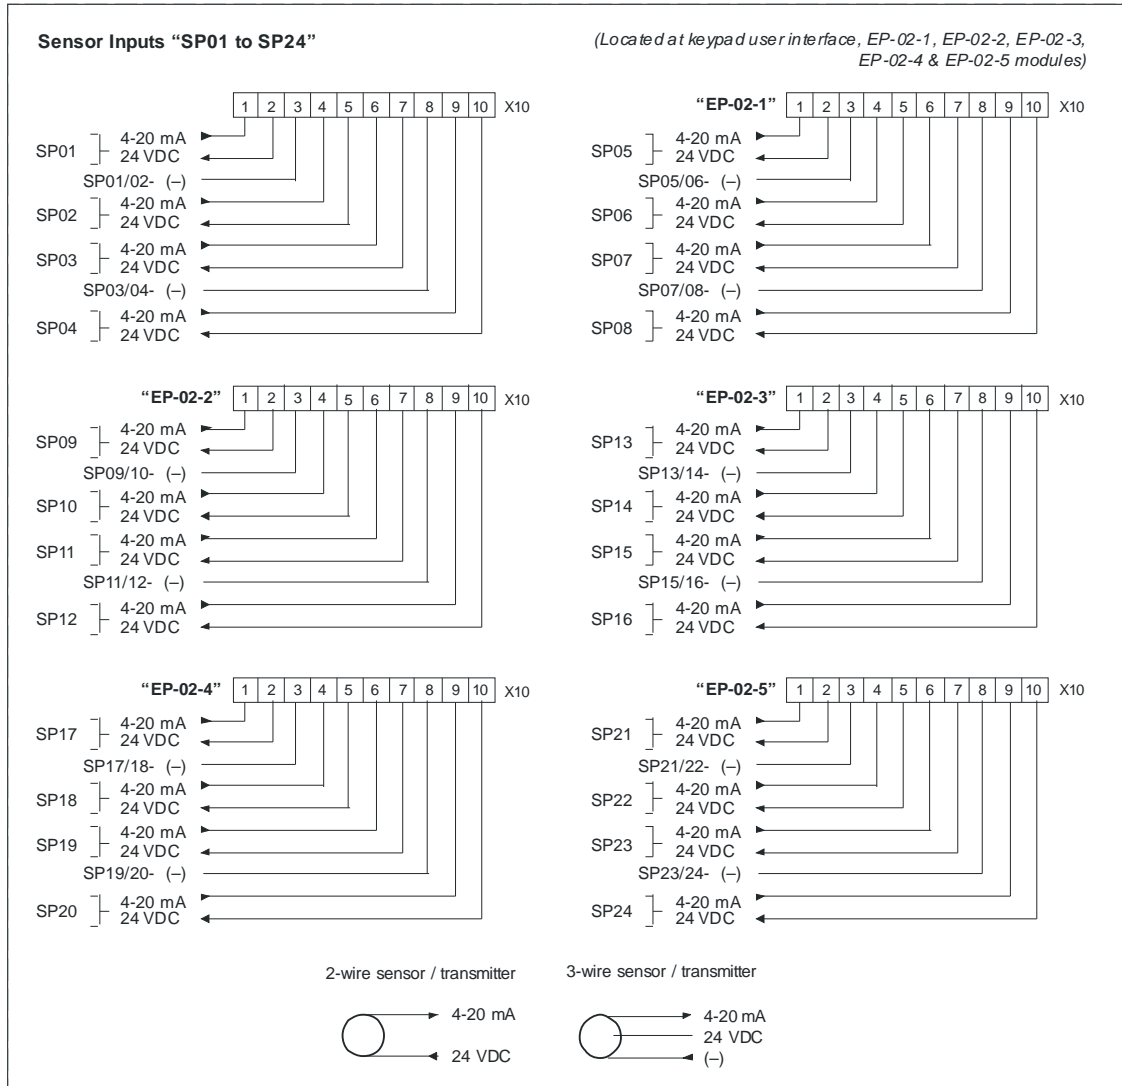 Sensor Inputs “SP01 to SP24”
(Located at keypad user interface, EP-02-1, EP-02-2, EP-02-3,
EP-02-4 & EP-02-5 modules)
1 2 3 4 5 6 7 8 9 10 X10
SP01 4-20 mA
24 VDC
SP01/02- (–)
SP02 4-20 mA
24 VDC
SP03 4-20 mA
24 VDC
SP03/04- (–)
SP04 4-20 mA
24 VDC
“EP-02-1” 1 2 3 4 5 6 7 8 9 10 X10
SP05 4-20 mA
24 VDC
SP05/06- (–)
SP06 4-20 mA
24 VDC
SP07 4-20 mA
24 VDC
SP07/08- (–)
SP08 4-20 mA
24 VDC
“EP-02-2” 1 2 3 4 5 6 7 8 9 10 X10
SP09 4-20 mA
24 VDC
SP09/10- (–)
SP10 4-20 mA
24 VDC
SP11 4-20 mA
24 VDC
SP11/12- (–)
SP12 4-20 mA
24 VDC
“EP-02-3” 1 2 3 4 5 6 7 8 9 10 X10
SP13 4-20 mA
24 VDC
SP13/14- (–)
SP14 4-20 mA
24 VDC
SP15 4-20 mA
24 VDC
SP15/16- (–)
SP16 4-20 mA
24 VDC
“EP-02-4” 1 2 3 4 5 6 7 8 9 10 X10
SP17 4-20 mA
24 VDC
SP17/18- (–)
SP18 4-20 mA
24 VDC
SP19 4-20 mA
24 VDC
SP19/20- (–)
SP20 4-20 mA
24 VDC
“EP-02-5” 1 2 3 4 5 6 7 8 9 10 X10
SP21 4-20 mA
24 VDC
SP21/22- (–)
SP22 4-20 mA
24 VDC
SP23 4-20 mA
24 VDC
SP23/24- (–)
SP24 4-20 mA
24 VDC
2-wire sensor / transmitter
4-20 mA
24 VDC
3-wire sensor / transmitter
4-20 mA
24 VDC
(–)